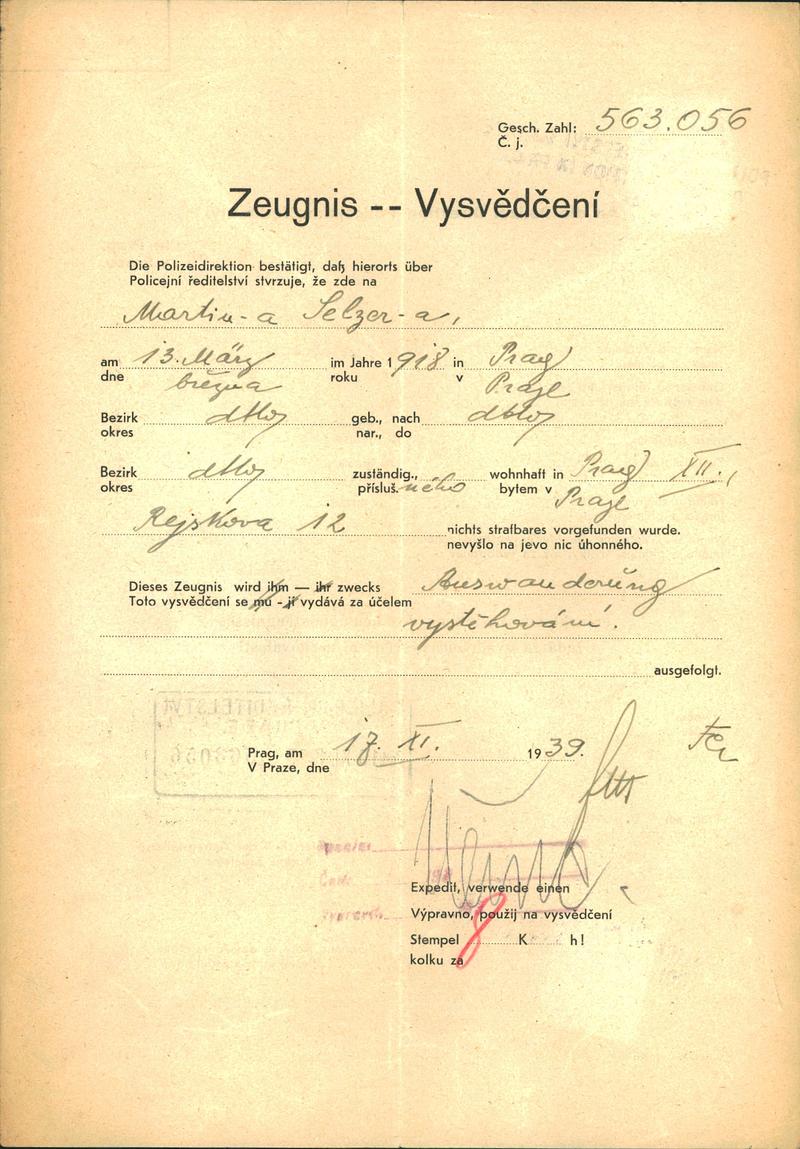 Gesch. Zahl: 563.056
Č. j.
Zeugnis -- Vysvědčení
Die Polizeidirektion bestätigt, daß hierorts über
Policejní ředitelství stvrzuje, že zde na
Martin-a Selzer-a,
am 13. März im Jahre 1918 in Prag
dne března roku v Praze
Bezirk dtto geb., nach dtto
okres nar., do
Bezirk dtto zuständig., wohnhaft in Prag XII.,
okres přísluš.ného bytem v Praze
Rejskova 12 nichts strafbares vorgefunden wurde.
nevyšlo na jevo nic úhonného.
Dieses Zeugnis wird ihm — ihr zwecks Auswanderung
Toto vysvědčení se mu - jí vydává za účelem
vystěhování.
ausgefolgt.
Prag, am 17. XI. 1939.
V Praze, dne
Expedit, verwende einen
Výpravno, použij na vysvědčení
Stempel K h!
kolku za